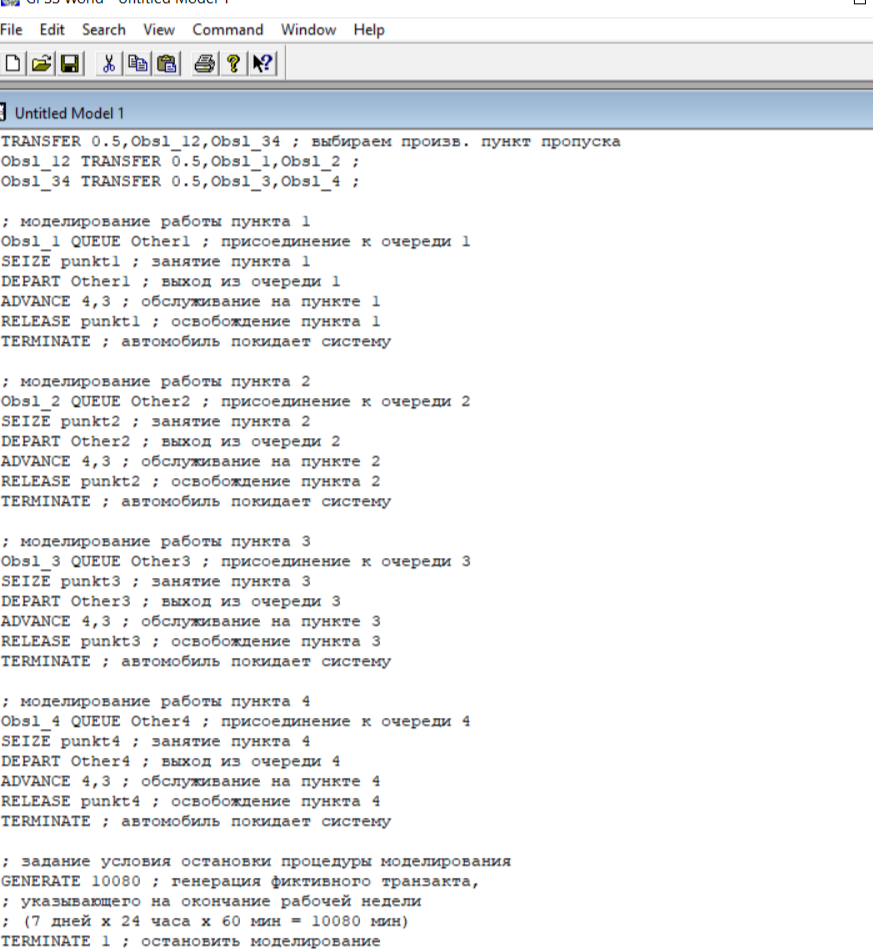 GPSS World - Untitled Model 1
File Edit Search View Command Window Help
Untitled Model 1
TRANSFER 0.5,Obsl_12,Obsl_34 ; выбираем произв. пункт пропуска
Obsl_12 TRANSFER 0.5,Obsl_1,Obsl_2 ;
Obsl_34 TRANSFER 0.5,Obsl_3,Obsl_4 ;
; моделирование работы пункта 1
Obsl_1 QUEUE Other1 ; присоединение к очереди 1
SEIZE punkt1 ; занятие пункта 1
DEPART Other1 ; выход из очереди 1
ADVANCE 4,3 ; обслуживание на пункте 1
RELEASE punkt1 ; освобождение пункта 1
TERMINATE ; автомобиль покидает систему
; моделирование работы пункта 2
Obsl_2 QUEUE Other2 ; присоединение к очереди 2
SEIZE punkt2 ; занятие пункта 2
DEPART Other2 ; выход из очереди 2
ADVANCE 4,3 ; обслуживание на пункте 2
RELEASE punkt2 ; освобождение пункта 2
TERMINATE ; автомобиль покидает систему
; моделирование работы пункта 3
Obsl_3 QUEUE Other3 ; присоединение к очереди 3
SEIZE punkt3 ; занятие пункта 3
DEPART Other3 ; выход из очереди 3
ADVANCE 4,3 ; обслуживание на пункте 3
RELEASE punkt3 ; освобождение пункта 3
TERMINATE ; автомобиль покидает систему
; моделирование работы пункта 4
Obsl_4 QUEUE Other4 ; присоединение к очереди 4
SEIZE punkt4 ; занятие пункта 4
DEPART Other4 ; выход из очереди 4
ADVANCE 4,3 ; обслуживание на пункте 4
RELEASE punkt4 ; освобождение пункта 4
TERMINATE ; автомобиль покидает систему
; задание условия остановки процедуры моделирования
GENERATE 10080 ; генерация фиктивного транзакта,
; указывающего на окончание рабочей недели
; (7 дней x 24 часа x 60 мин = 10080 мин)
TERMINATE 1 ; остановить моделирование